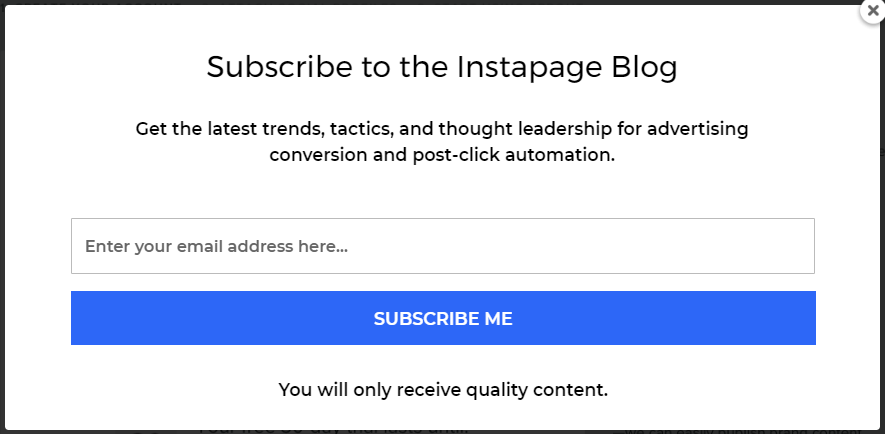 Subscribe to the Instapage Blog
Get the latest trends, tactics, and thought leadership for advertising
conversion and post-click automation.
Enter your email address here...
SUBSCRIBE ME
You will only receive quality content.